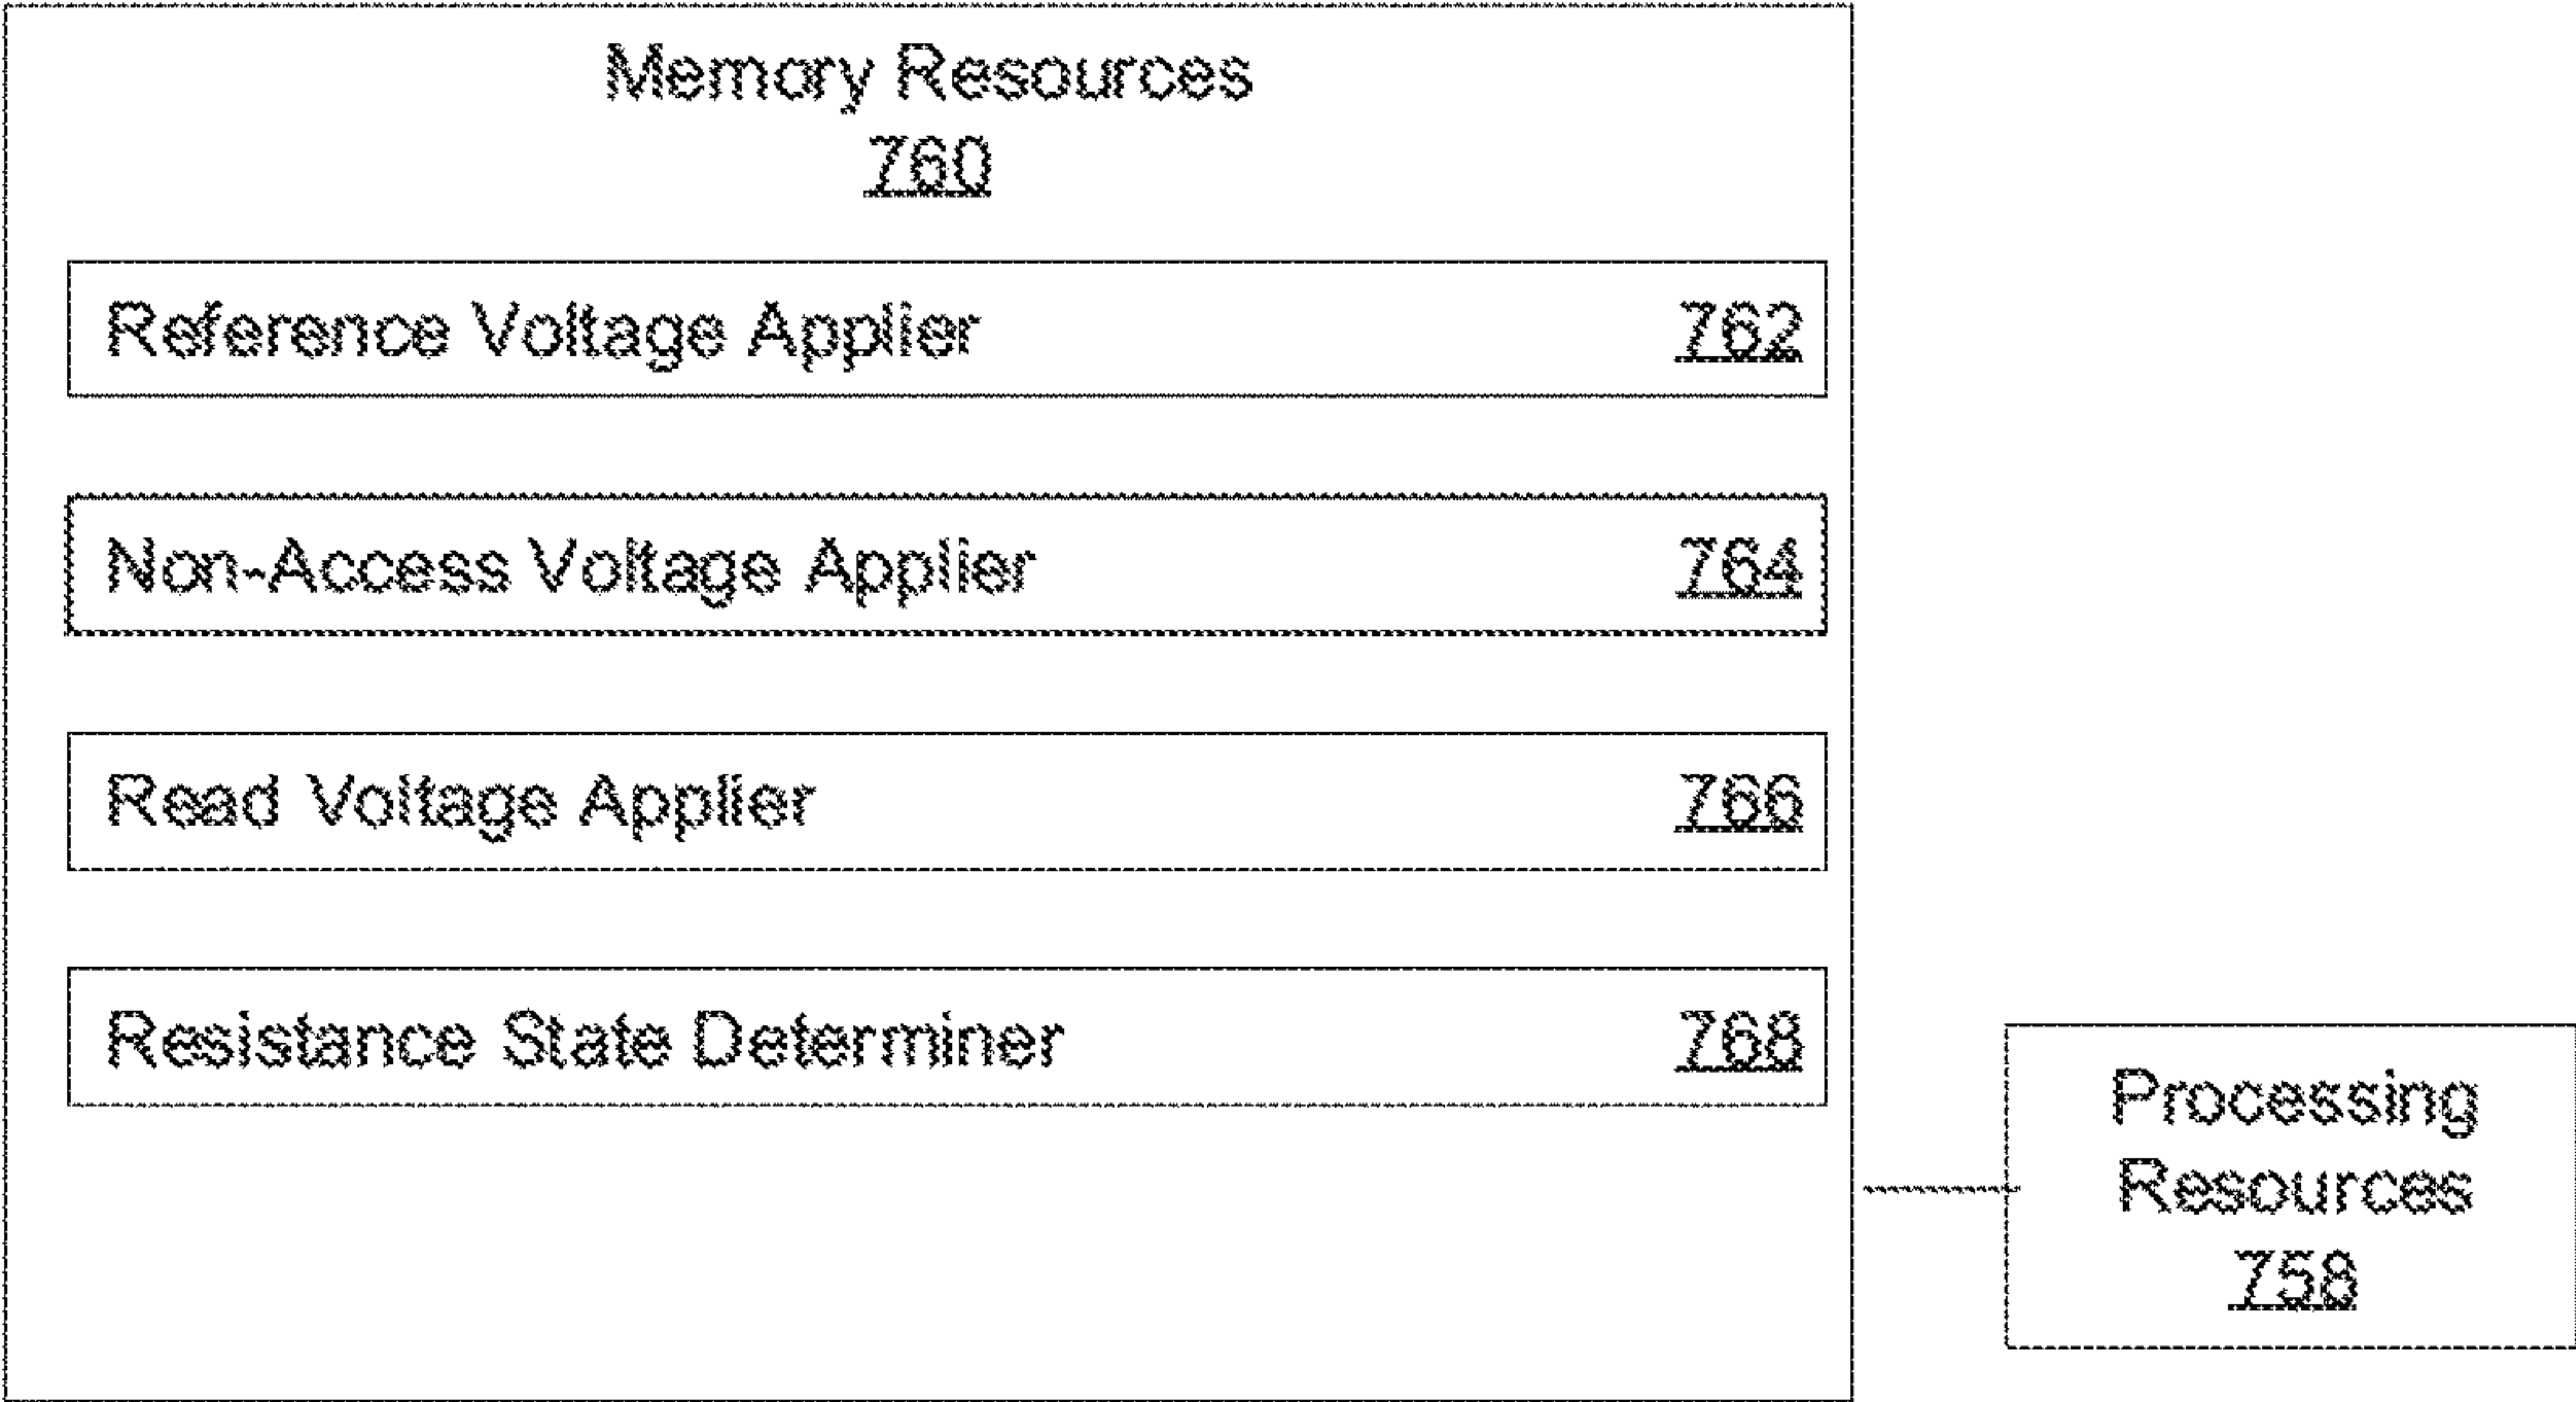 Memory Resources
760
Reference Voltage Applier 762
Non-Access Voltage Applier 764
Read Voltage Applier 766
Resistance State Determiner 768
Processing
Resources
758